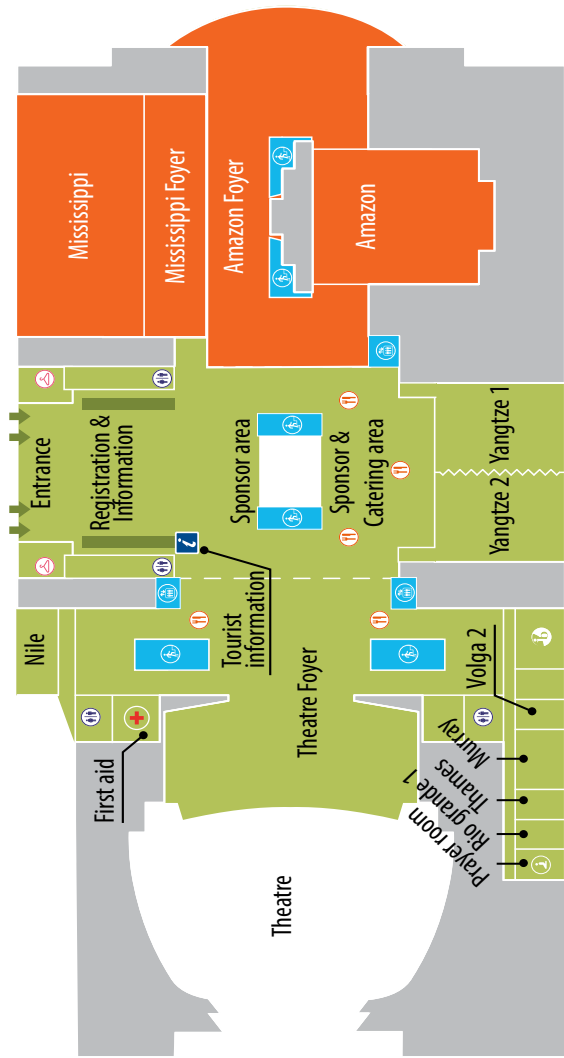 Mississippi
Mississippi Foyer
Amazon Foyer
Amazon
Entrance
Registration &
Information
Sponsor area
Sponsor &
Catering area
Yangtze 1
Yangtze 2
i
Tourist
information
Nile
Theatre Foyer
First aid
Volga 2
Murray
Thames
Rio grande 1
Prayer room
Theatre